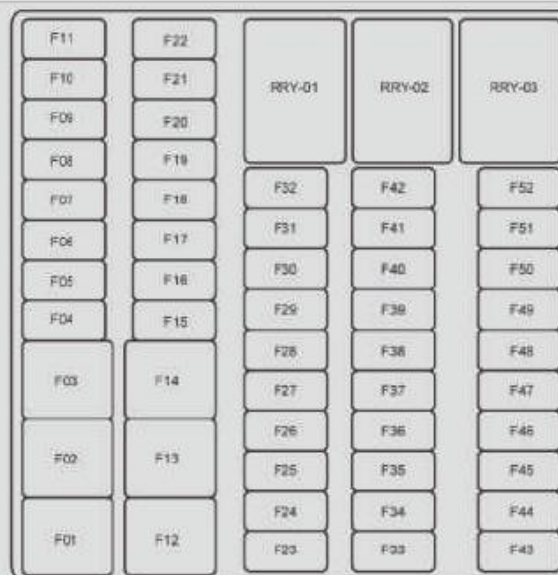 F11 F22 RRY-01 RRY-02 RRY-03
F10 F21
F09 F20
F08 F19 F32 F42 F52
F07 F18 F31 F41 F51
F06 F17 F30 F40 F50
F05 F16 F29 F39 F49
F04 F15 F28 F38 F48
F03 F14 F27 F37 F47
F02 F13 F26 F36 F46
F25 F35 F45
F24 F34 F44
F01 F12 F23 F33 F43